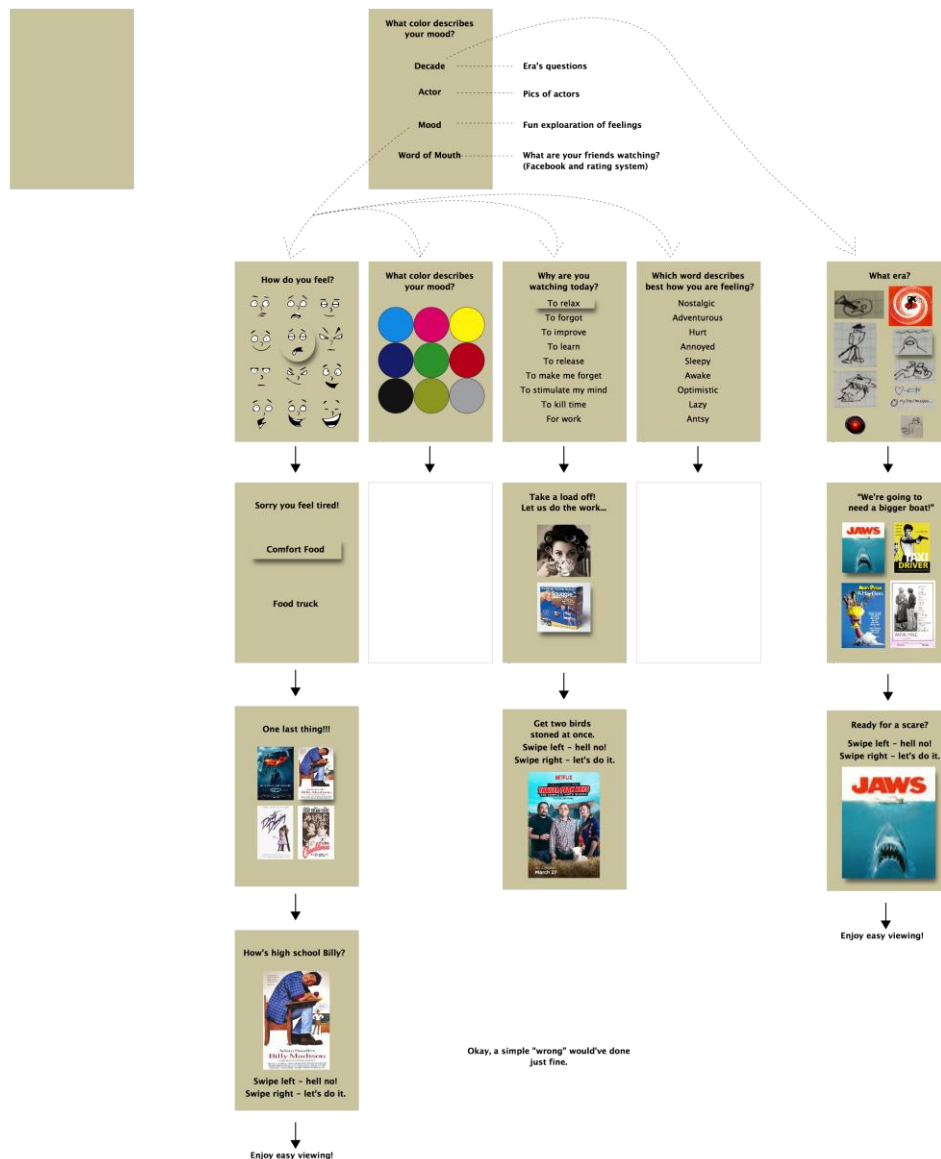 What color describes
your mood?
Decade
Era's questions
Actor
Pics of actors
Mood
Fun exploaration of feelings
Word of Mouth
What are your friends watching?
(Facebook and rating system)
How do you feel?
What color describes
your mood?
Why are you
watching today?
To relax
To forgot
To improve
To learn
To release
To make me forget
To stimulate my mind
To kill time
For work
Which word describes
best how you are feeling?
Nostalgic
Adventurous
Hurt
Annoyed
Sleepy
Awake
Optimistic
Lazy
Antsy
What era?
Sorry you feel tired!
Comfort Food
Food truck
Take a load off!
Let us do the work...
"We're going to
need a bigger boat!"
JAWS
TAXI
DRIVER
One last thing!!!
Billy Madison
Get two birds
stoned at once.
Swipe left - hell no!
Swipe right - let's do it.
NETFLIX
March 27
Ready for a scare?
Swipe left - hell no!
Swipe right - let's do it.
JAWS
Enjoy easy viewing!
How's high school Billy?
Adam Sandler
Billy Madison
Swipe left - hell no!
Swipe right - let's do it.
Enjoy easy viewing!
Okay, a simple "wrong" would've done
just fine.